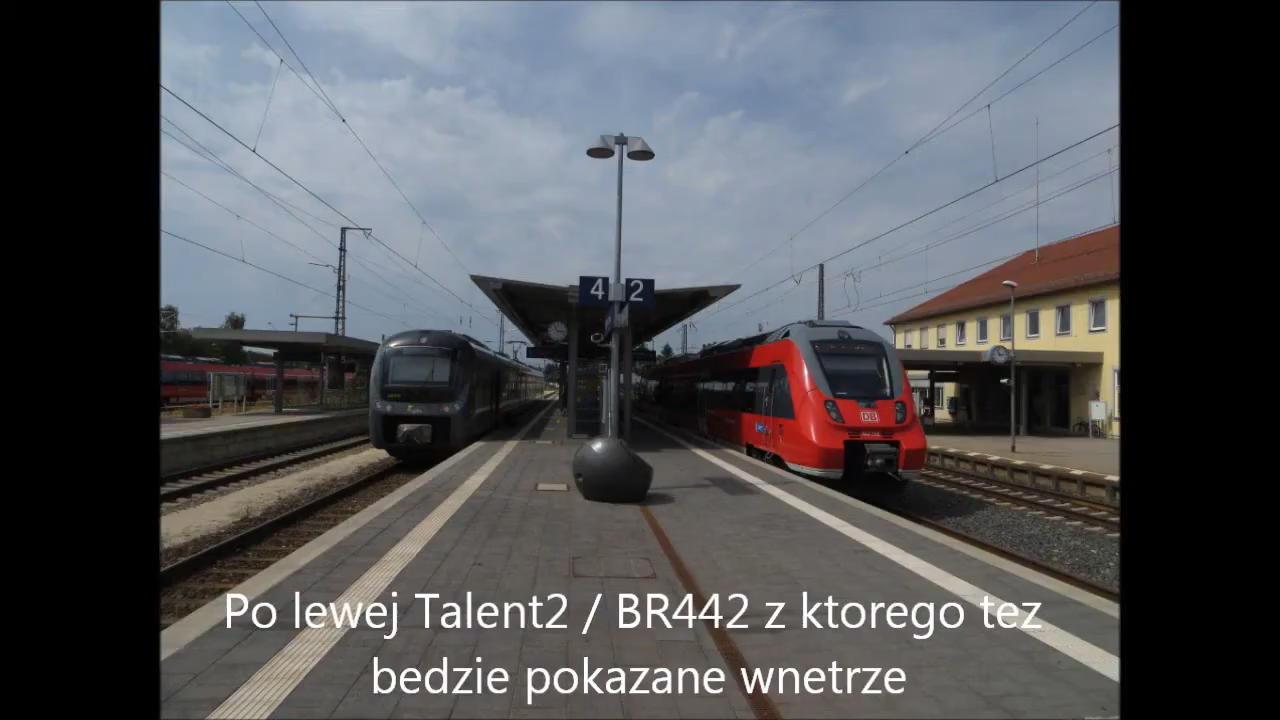 4 2
DB
Po lewej Talent2 / BR442 z ktorego tez
bedzie pokazane wnetrze